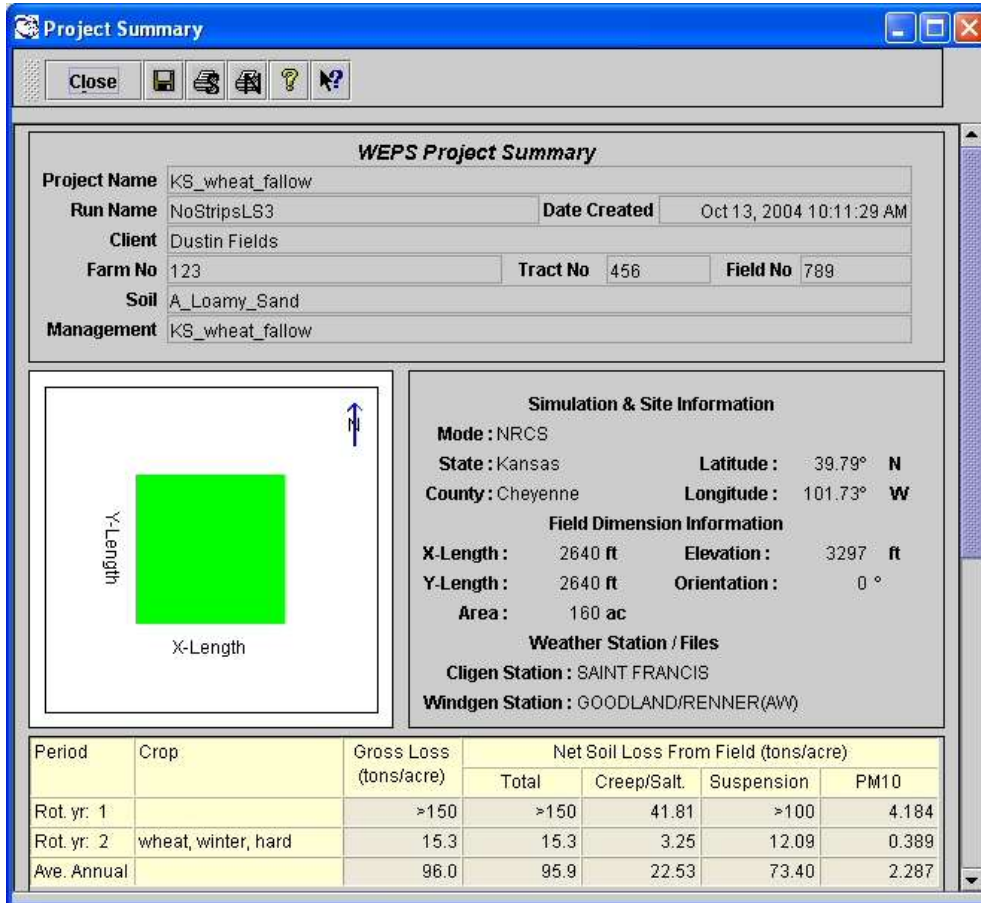 Project Summary
Close
WEPS Project Summary
Project Name KS_wheat_fallow
Run Name NoStripsLS3 Date Created Oct 13, 2004 10:11:29 AM
Client Dustin Fields
Farm No 123 Tract No 456 Field No 789
Soil A_Loamy_Sand
Management KS_wheat_fallow
N
Y-Length
X-Length
Simulation & Site Information
Mode : NRCS
State : Kansas Latitude : 39.79° N
County : Cheyenne Longitude : 101.73° W
Field Dimension Information
X-Length : 2640 ft Elevation : 3297 ft
Y-Length : 2640 ft Orientation : 0 °
Area : 160 ac
Weather Station / Files
Cligen Station : SAINT FRANCIS
Windgen Station : GOODLAND/RENNER(AW)
Period Crop Gross Loss Net Soil Loss From Field (tons/acre)
(tons/acre) Total Creep/Salt. Suspension PM10
Rot. yr: 1 >150 >150 41.81 >100 4.184
Rot. yr: 2 wheat, winter, hard 15.3 15.3 3.25 12.09 0.389
Ave. Annual 96.0 95.9 22.53 73.40 2.287